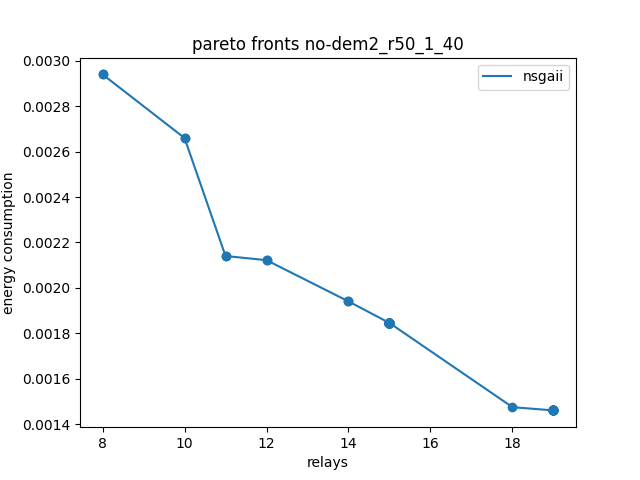 pareto fronts no-dem2_r50_1_40
nsgaii
0.0030
0.0028
0.0026
0.0024
0.0022
0.0020
0.0018
0.0016
0.0014
energy consumption
8 10 12 14 16 18
relays